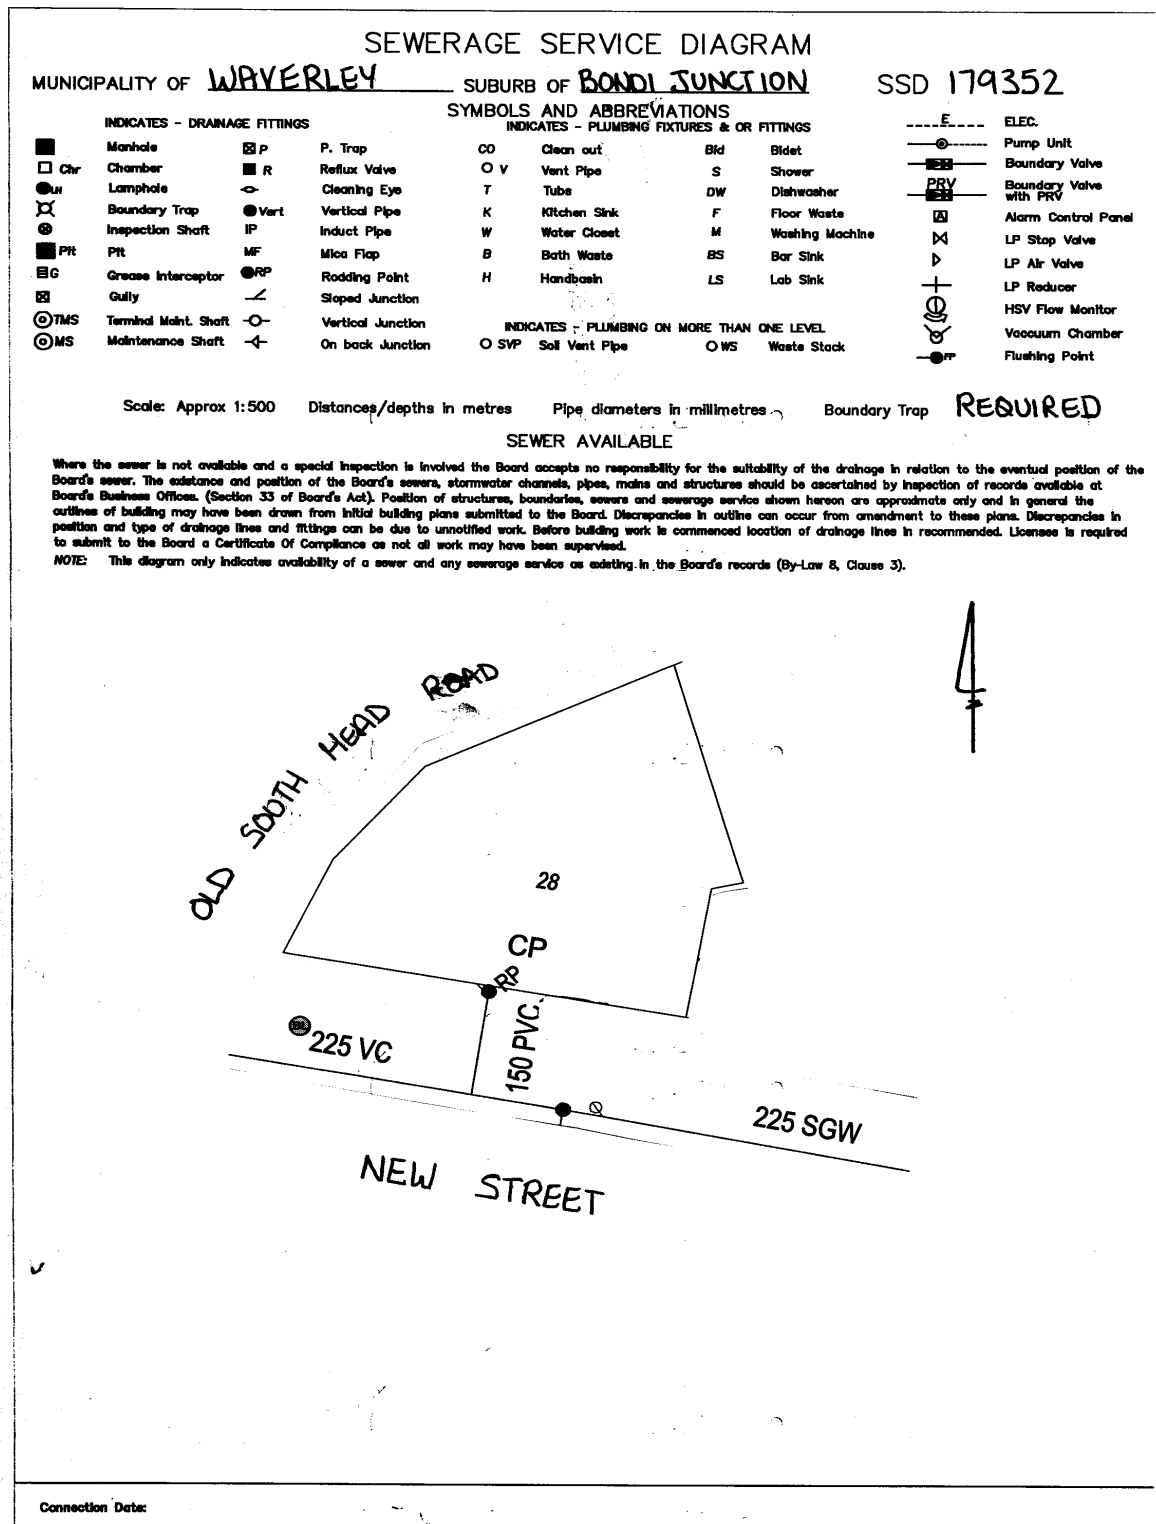 SEWERAGE SERVICE DIAGRAM
MUNICIPALITY OF WAVERLEY SUBURB OF BONDI JUNCTION SSD 179352
SYMBOLS AND ABBREVIATIONS
INDICATES - DRAINAGE FITTINGS INDICATES - PLUMBING FIXTURES & OR FITTINGS E ELEC.
Manhole P P. Trap CO Clean out Bid Bidet Pump Unit
Chr Chamber R Reflux Valve V Vent Pipe S Shower Boundary Valve
LH Lamphole Cleaning Eye T Tubs DW Dishwasher PRV Boundary Valve with PRV
Boundary Trap Vert Vertical Pipe K Kitchen Sink F Floor Waste Alarm Control Panel
Inspection Shaft IP Induct Pipe W Water Closet M Washing Machine LP Stop Valve
Pit Pit MF Mica Flap B Bath Waste BS Bar Sink LP Air Valve
G Grease Interceptor RP Rodding Point H Handbasin LS Lab Sink LP Reducer
Gully Sloped Junction HSV Flow Monitor
TMS Terminal Maint. Shaft Vertical Junction INDICATES - PLUMBING ON MORE THAN ONE LEVEL Vaccuum Chamber
MS Maintenance Shaft On back Junction SVP Soil Vent Pipe WS Waste Stack FP Flushing Point
Scale: Approx 1:500 Distances/depths in metres Pipe diameters in millimetres Boundary Trap REQUIRED
SEWER AVAILABLE
Where the sewer is not available and a special inspection is involved the Board accepts no responsibility for the suitability of the drainage in relation to the eventual position of the
Board's sewer. The existance and position of the Board's sewers, stormwater channels, pipes, mains and structures should be ascertained by inspection of records available at
Board's Business Offices. (Section 33 of Board's Act). Position of structures, boundaries, sewers and sewerage service shown hereon are approximate only and in general the
outlines of building may have been drawn from initial building plans submitted to the Board. Discrepancies in outline can occur from amendment to these plans. Discrepancies in
position and type of drainage lines and fittings can be due to unnotified work. Before building work is commenced location of drainage lines in recommended. Licensee is required
to submit to the Board a Certificate Of Compliance as not all work may have been supervised.
NOTE: This diagram only indicates availability of a sewer and any sewerage service as existing in the Board's records (By-Law 8, Clause 3).
OLD SOUTH HEAD ROAD
N
28
CP
RP
225 VC
150 PVC.
225 SGW
NEW STREET
Connection Date: